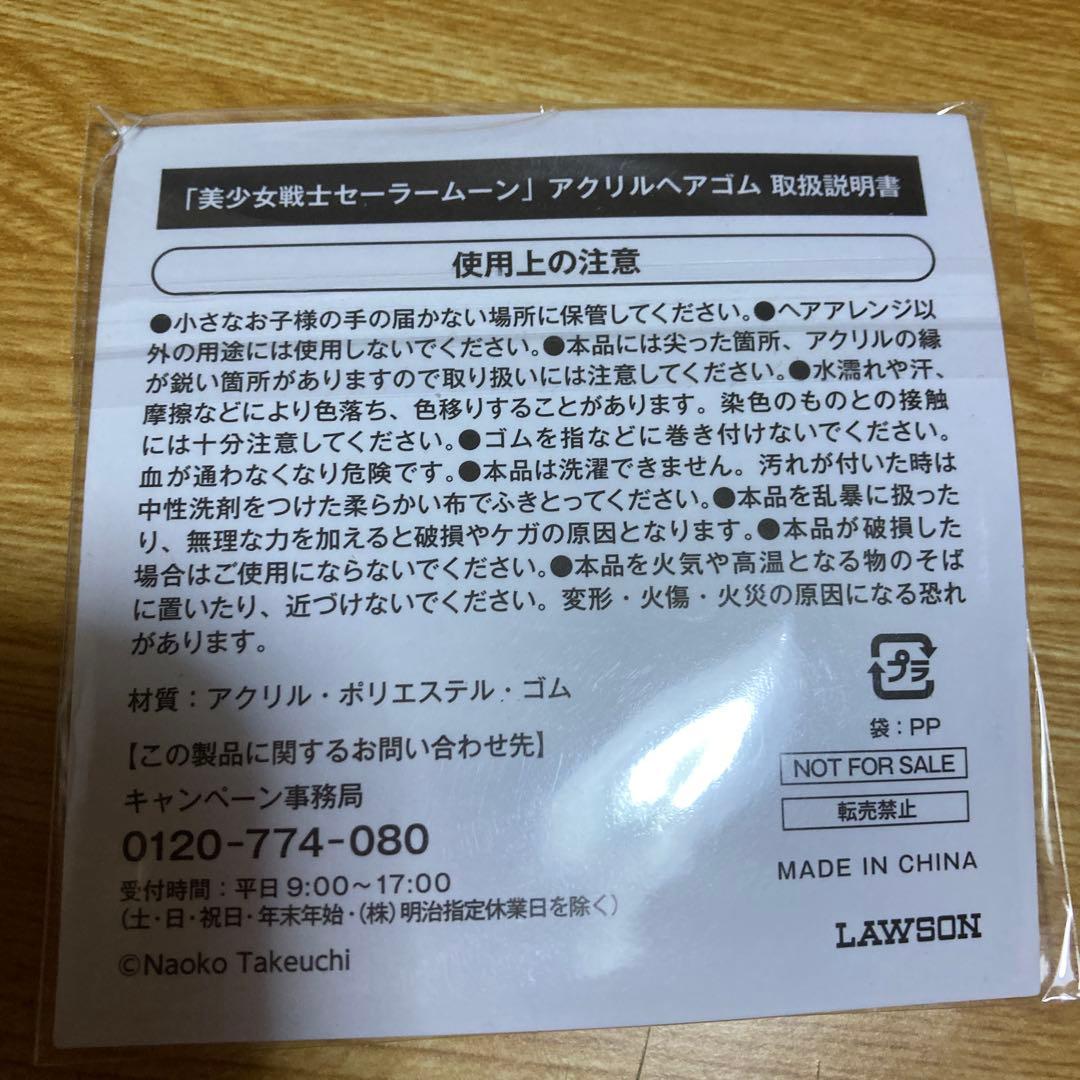 「美少女戦士セーラームーン」アクリルヘアゴム 取扱説明書
使用上の注意
●小さなお子様の手の届かない場所に保管してください。●ヘアアレンジ以
外の用途には使用しないでください。●本品には尖った箇所、アクリルの縁
が鋭い箇所がありますので取り扱いには注意してください。●水濡れや汗、
摩擦などにより色落ち、色移りすることがあります。染色のものとの接触
には十分注意してください。●ゴムを指などに巻き付けないでください。
血が通わなくなり危険です。●本品は洗濯できません。汚れが付いた時は
中性洗剤をつけた柔らかい布でふきとってください。●本品を乱暴に扱った
り、無理な力を加えると破損やケガの原因となります。●本品が破損した
場合はご使用にならないでください。●本品を火気や高温となる物のそば
に置いたり、近づけないでください。変形・火傷・火災の原因になる恐れ
があります。
材質：アクリル・ポリエステル・ゴム
【この製品に関するお問い合わせ先】
キャンペーン事務局
0120-774-080
受付時間：平日9:00～17:00
(土・日・祝日・年末年始・(株)明治指定休業日を除く)
©Naoko Takeuchi
プラ
袋：PP
NOT FOR SALE
転売禁止
MADE IN CHINA
LAWSON